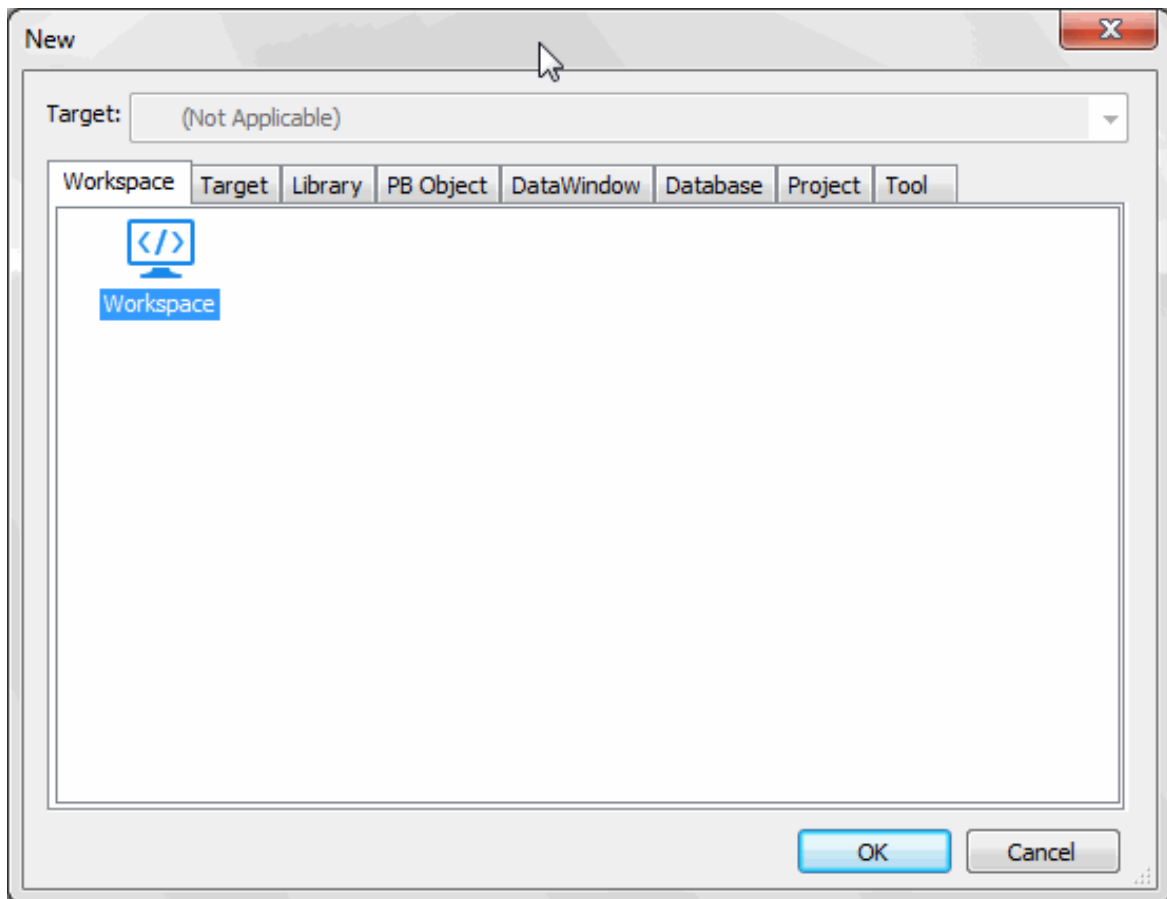 New
Target: (Not Applicable)
Workspace Target Library PB Object DataWindow Database Project Tool
Workspace
OK Cancel